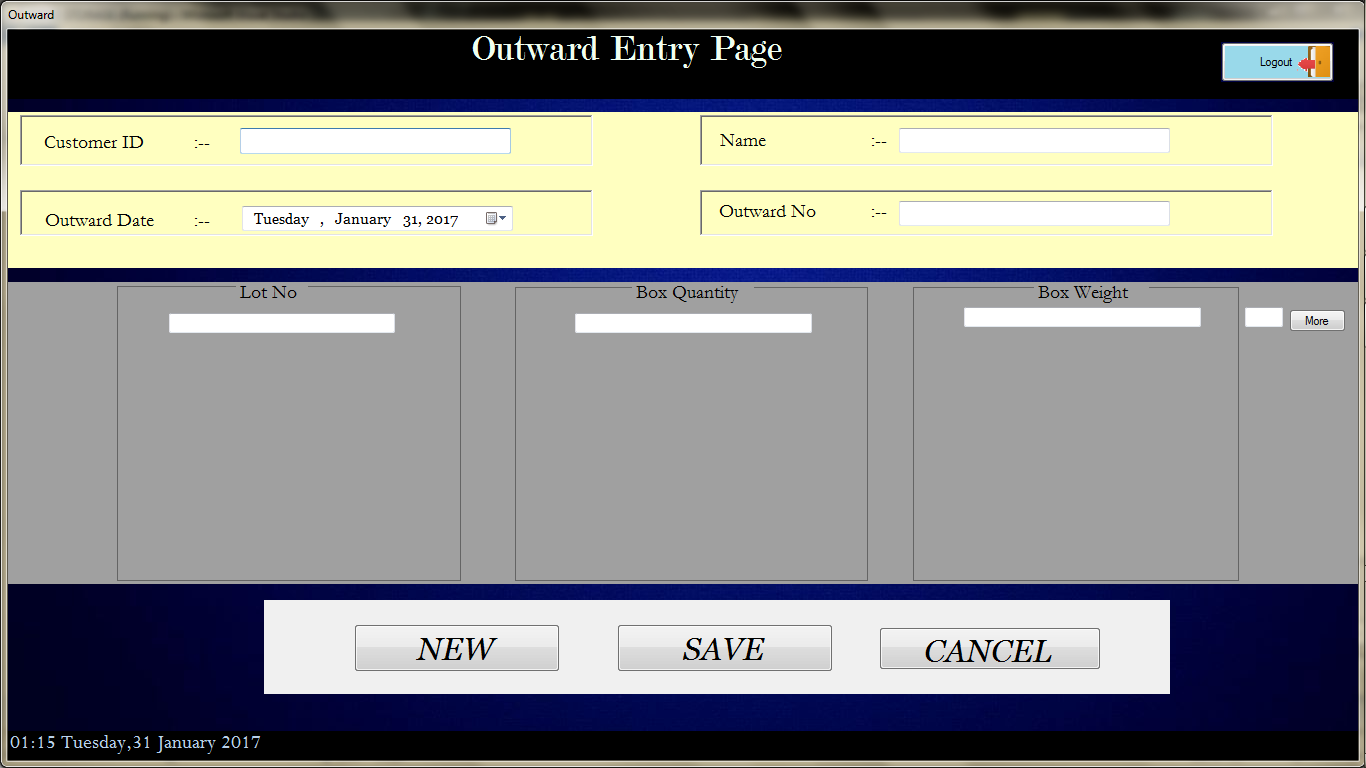 Outward
Outward Entry Page
Logout
Customer ID :--
Name :--
Outward Date :-- Tuesday , January 31, 2017
Outward No :--
Lot No
Box Quantity
Box Weight
More
NEW
SAVE
CANCEL
01:15 Tuesday,31 January 2017